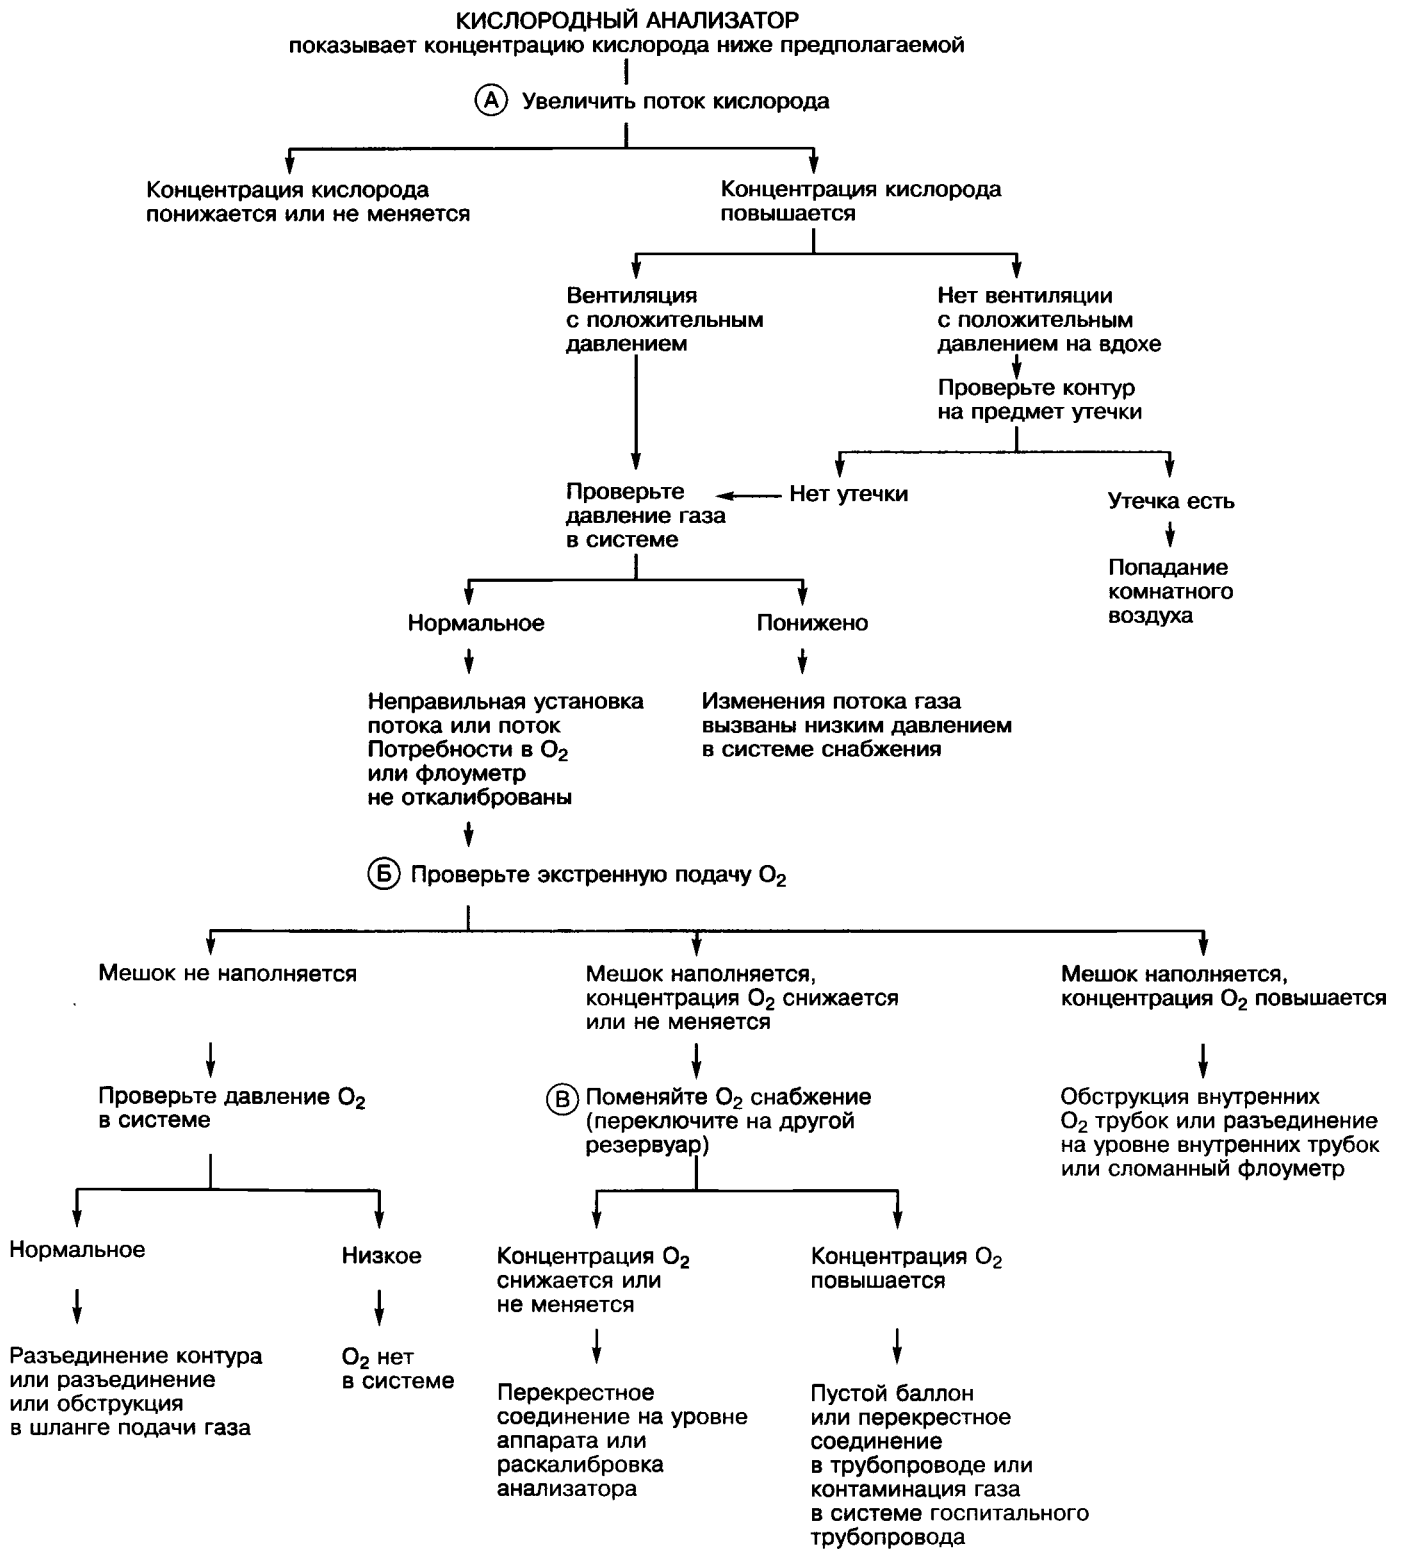 КИСЛОРОДНЫЙ АНАЛИЗАТОР
показывает концентрацию кислорода ниже предполагаемой
А Увеличить поток кислорода
Концентрация кислорода
понижается или не меняется
Концентрация кислорода
повышается
Вентиляция
с положительным
давлением
Нет вентиляции
с положительным
давлением на вдохе
Проверьте контур
на предмет утечки
Проверьте
давление газа
в системе
Нет утечки
Утечка есть
Попадание
комнатного
воздуха
Нормальное
Понижено
Неправильная установка
потока или поток
Потребности в O₂
или флоуметр
не откалиброваны
Изменения потока газа
вызваны низким давлением
в системе снабжения
Б Проверьте экстренную подачу O₂
Мешок не наполняется
Мешок наполняется,
концентрация O₂ снижается
или не меняется
Мешок наполняется,
концентрация O₂ повышается
Проверьте давление O₂
в системе
В Поменяйте O₂ снабжение
(переключите на другой
резервуар)
Обструкция внутренних
O₂ трубок или разъединение
на уровне внутренних трубок
или сломанный флоуметр
Нормальное
Низкое
Концентрация O₂
снижается или
не меняется
Концентрация O₂
повышается
Разъединение контура
или разъединение
или обструкция
в шланге подачи газа
O₂ нет
в системе
Перекрестное
соединение на уровне
аппарата или
раскалибровка
анализатора
Пустой баллон
или перекрестное
соединение
в трубопроводе или
контаминация газа
в системе госпитального
трубопровода